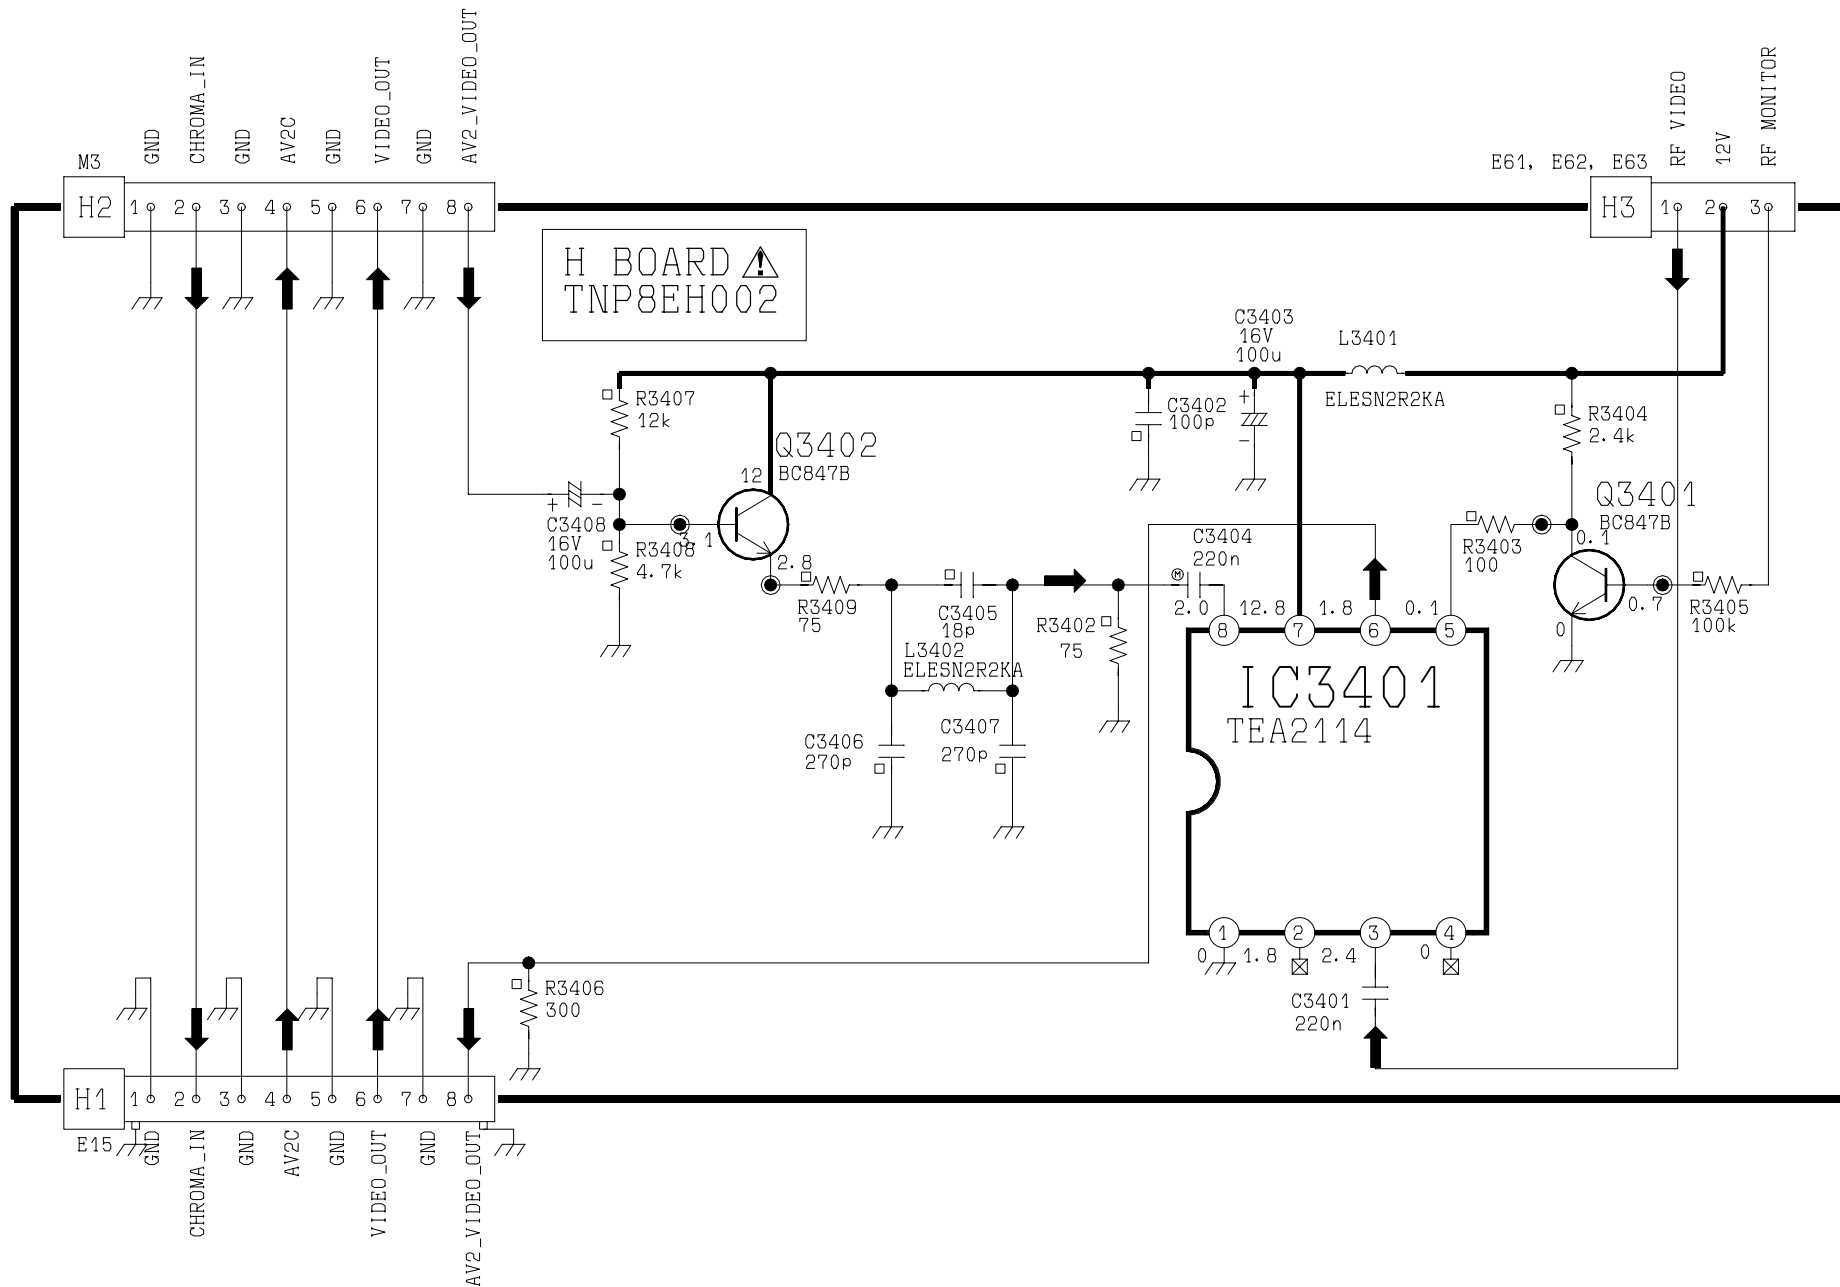 GND
CHROMA_IN
GND
AV2C
GND
VIDEO_OUT
GND
AV2_VIDEO_OUT
RF VIDEO
12V
RF MONITOR
M3
E61, E62, E63
H2 1 2 3 4 5 6 7 8
H3 1 2 3
H BOARD
TNP8EH002
C3403
16V
100u
L3401
ELESN2R2KA
R3407
12k
C3402
100p
+
-
R3404
2.4k
Q3402
BC847B
12
Q3401
BC847B
+ -
C3408
16V
100u
3.1
R3408
4.7k
2.8
R3409
75
C3405
18p
L3402
ELESN2R2KA
R3402
75
C3404
220n
M
2.0 12.8 1.8 0.1
8 7 6 5
R3403
100
0.1
0.7
0
R3405
100k
IC3401
TEA2114
C3406
270p
C3407
270p
1 2 3 4
0 1.8 2.4 0
C3401
220n
R3406
300
H1 1 2 3 4 5 6 7 8
E15
GND
CHROMA_IN
GND
AV2C
GND
VIDEO_OUT
GND
AV2_VIDEO_OUT